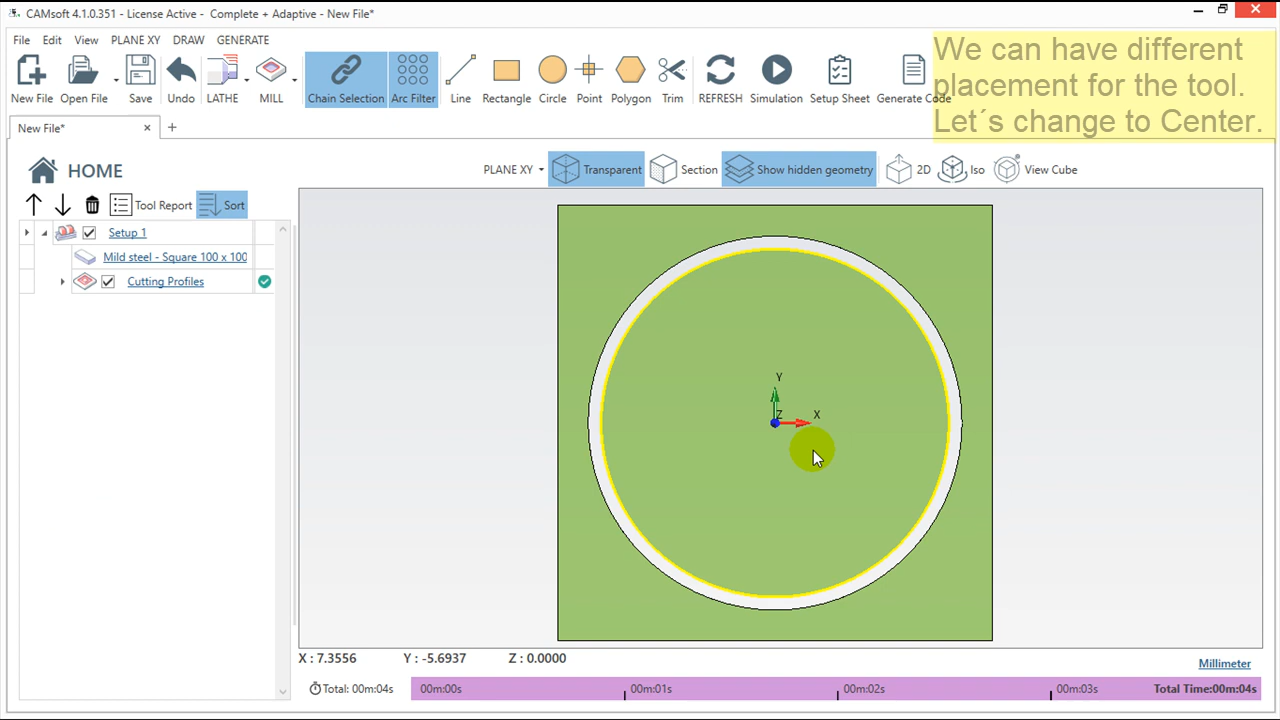 CAMsoft 4.1.0.351 - License Active - Complete + Adaptive - New File*
File Edit View PLANE XY DRAW GENERATE
New File Open File Save Undo LATHE MILL Chain Selection Arc Filter Line Rectangle Circle Point Polygon Trim REFRESH Simulation Setup Sheet Generate Code
We can have different
placement for the tool.
Let´s change to Center.
New File*
HOME
PLANE XY Transparent Section Show hidden geometry 2D Iso View Cube
Tool Report Sort
Setup 1
Mild steel - Square 100 x 100
Cutting Profiles
Y
Z X
X : 7.3556 Y : -5.6937 Z : 0.0000
Millimeter
Total: 00m:04s 00m:00s 00m:01s 00m:02s 00m:03s Total Time:00m:04s